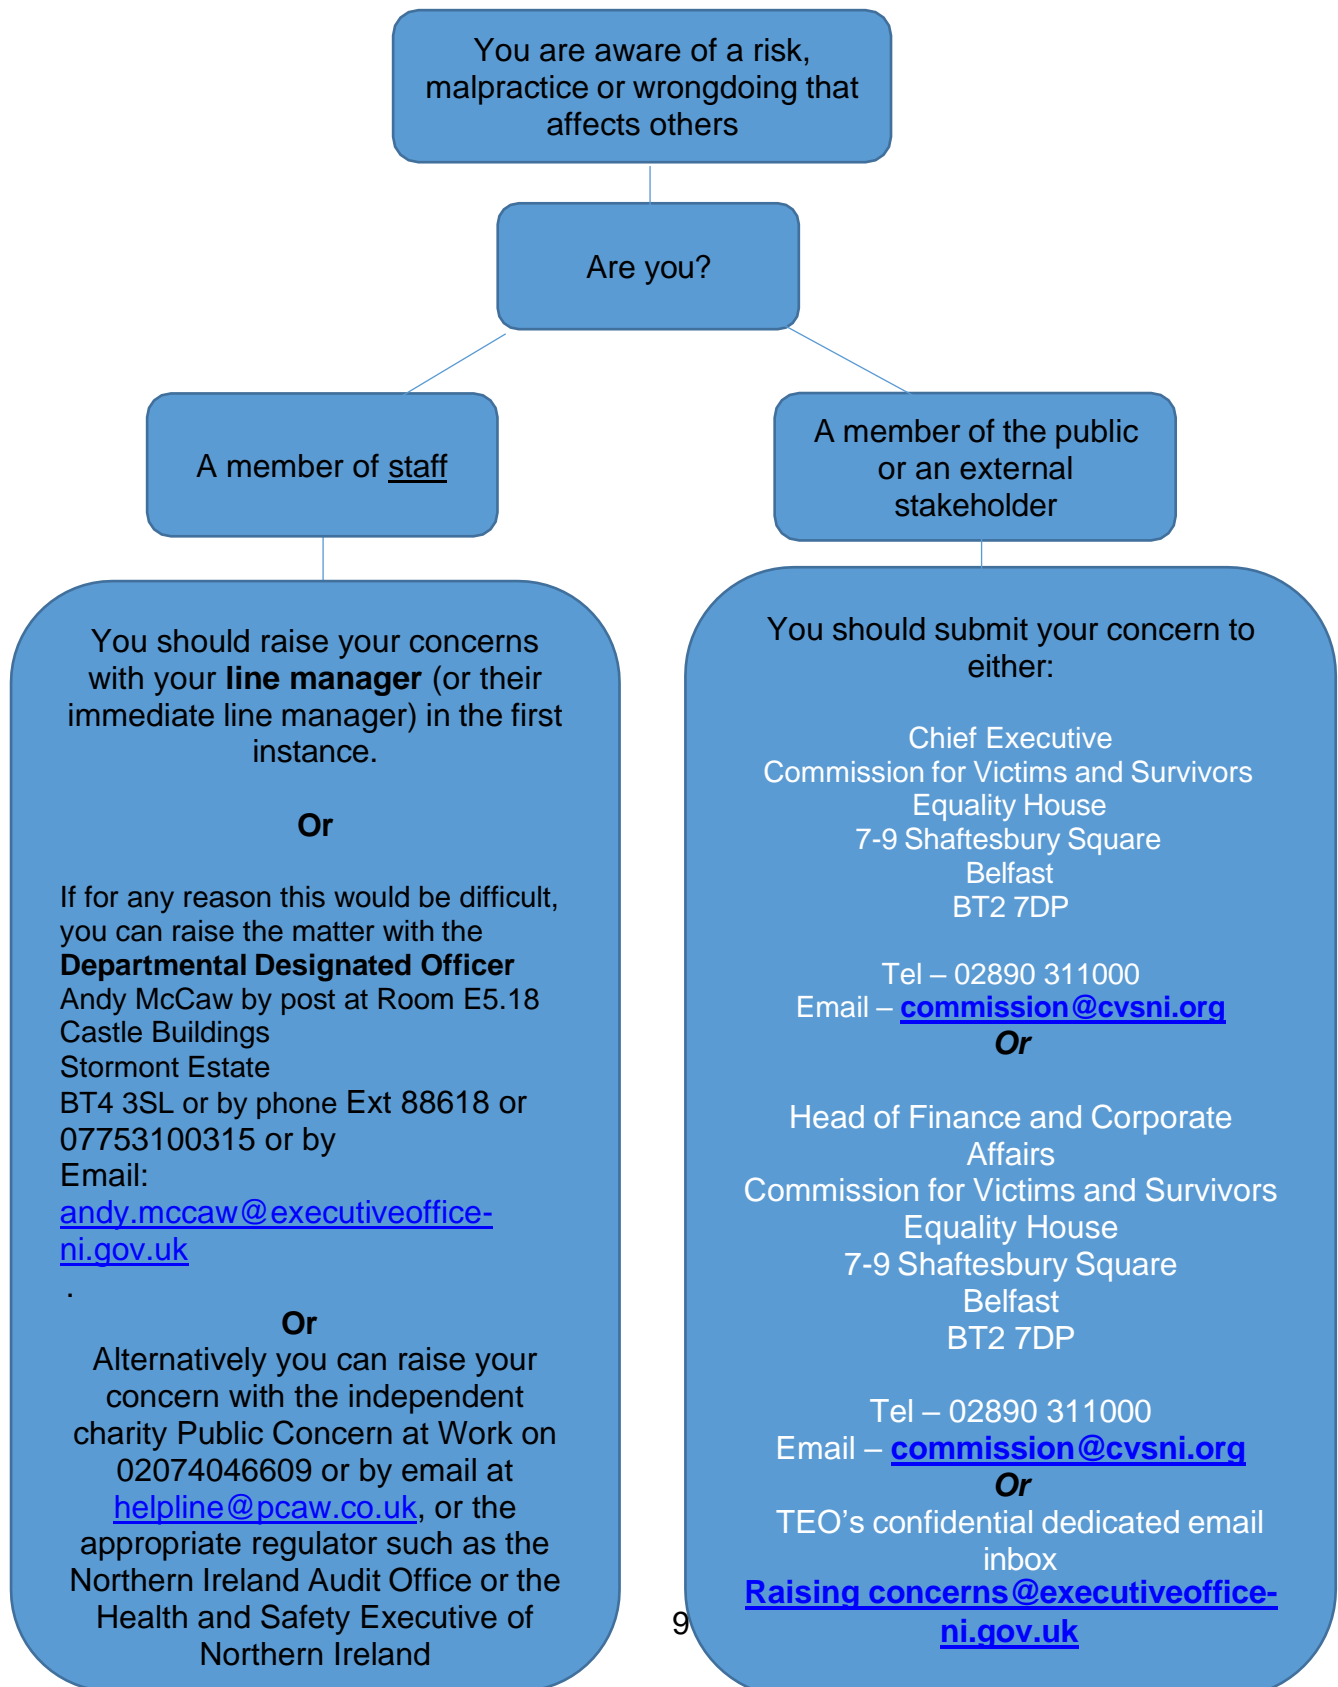 You are aware of a risk,
malpractice or wrongdoing that
affects others
Are you?
A member of staff
A member of the public
or an external
stakeholder
You should raise your concerns
with your line manager (or their
immediate line manager) in the first
instance.
Or
If for any reason this would be difficult,
you can raise the matter with the
Departmental Designated Officer
Andy McCaw by post at Room E5.18
Castle Buildings
Stormont Estate
BT4 3SL or by phone Ext 88618 or
07753100315 or by
Email:
andy.mccaw@executiveoffice-
ni.gov.uk
.
Or
Alternatively you can raise your
concern with the independent
charity Public Concern at Work on
02074046609 or by email at
helpline@pcaw.co.uk, or the
appropriate regulator such as the
Northern Ireland Audit Office or the
Health and Safety Executive of
Northern Ireland
You should submit your concern to
either:
Chief Executive
Commission for Victims and Survivors
Equality House
7-9 Shaftesbury Square
Belfast
BT2 7DP
Tel – 02890 311000
Email – commission@cvsni.org
Or
Head of Finance and Corporate
Affairs
Commission for Victims and Survivors
Equality House
7-9 Shaftesbury Square
Belfast
BT2 7DP
Tel – 02890 311000
Email – commission@cvsni.org
Or
TEO's confidential dedicated email
inbox
Raising concerns@executiveoffice-
ni.gov.uk
9